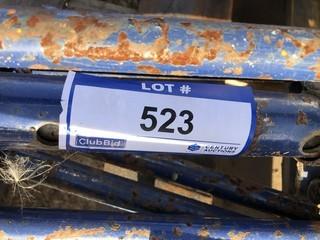 LOT #
523
ClubBid
CENTURY
AUCTIONS